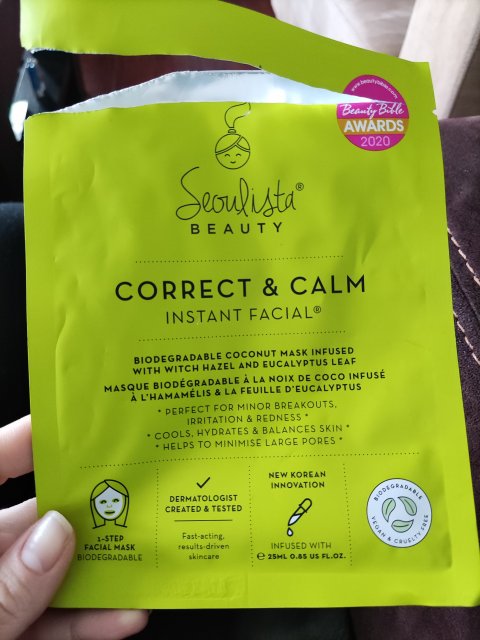 www.beautybible.com
Beauty Bible
AWARDS
2020
Seoulista®
BEAUTY
CORRECT & CALM
INSTANT FACIAL®
BIODEGRADABLE COCONUT MASK INFUSED
WITH WITCH HAZEL AND EUCALYPTUS LEAF
MASQUE BIODÉGRADABLE À LA NOIX DE COCO INFUSÉ
À L'HAMAMÉLIS & LA FEUILLE D'EUCALYPTUS
* PERFECT FOR MINOR BREAKOUTS,
IRRITATION & REDNESS *
* COOLS, HYDRATES & BALANCES SKIN *
* HELPS TO MINIMISE LARGE PORES *
1-STEP
FACIAL MASK
BIODEGRADABLE
DERMATOLOGIST
CREATED & TESTED
Fast-acting,
results-driven
skincare
NEW KOREAN
INNOVATION
INFUSED WITH
℮ 25ML 0.85 US FL.OZ.
BIODEGRADABLE
VEGAN & CRUELTY FREE